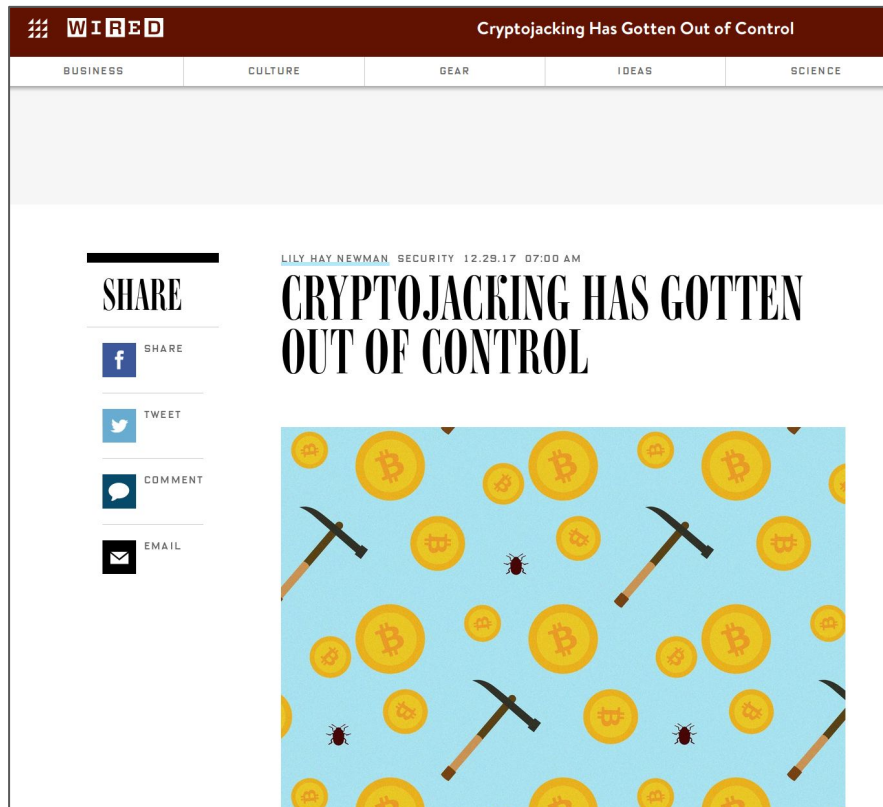 WIRED
Cryptojacking Has Gotten Out of Control
BUSINESS CULTURE GEAR IDEAS SCIENCE
SHARE
SHARE
TWEET
COMMENT
EMAIL
LILY HAY NEWMAN SECURITY 12.29.17 07:00 AM
CRYPTOJACKING HAS GOTTEN
OUT OF CONTROL